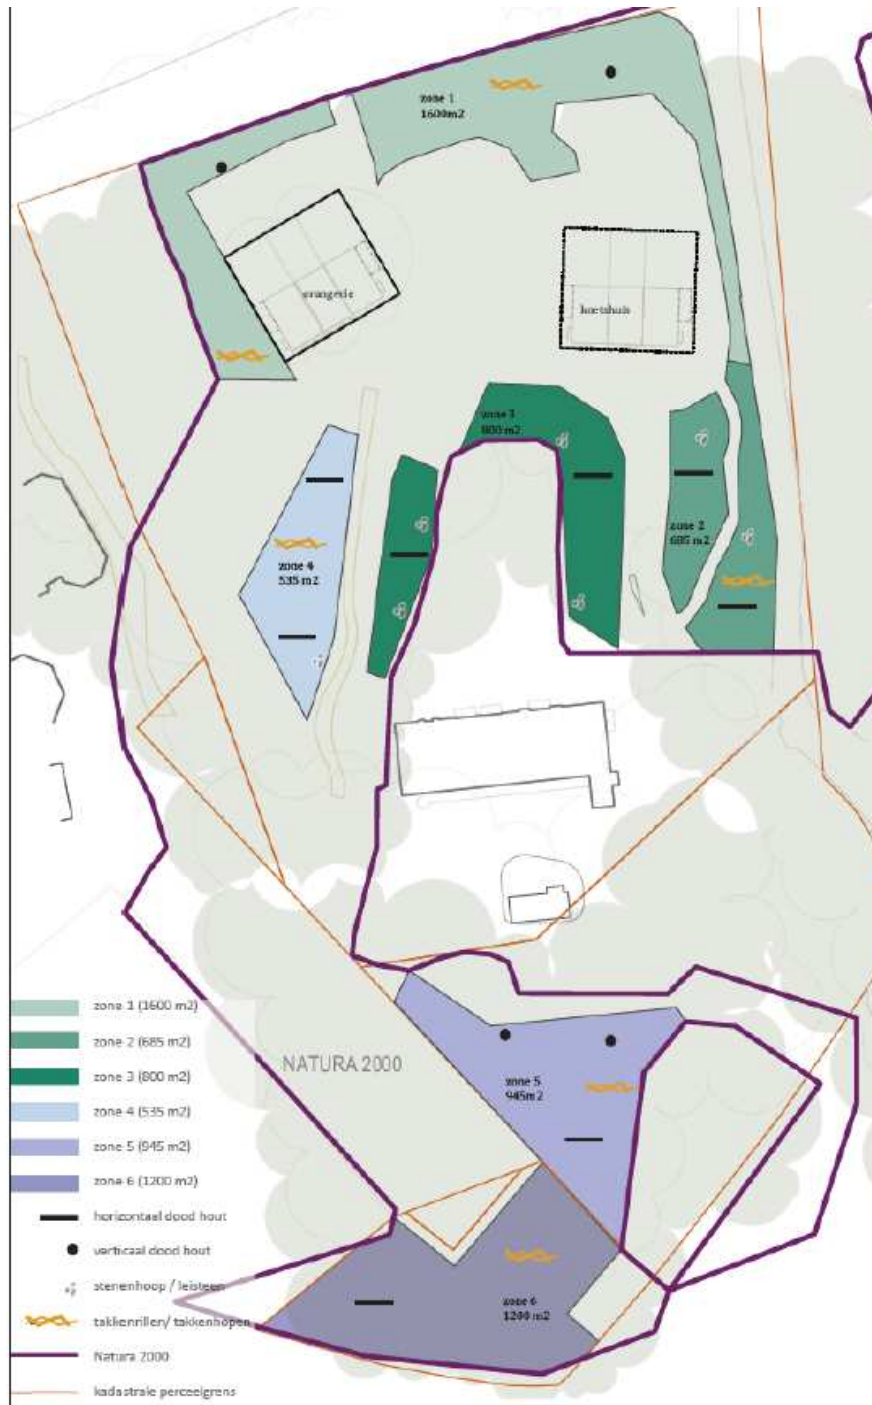 zone 1
1600m2
orangerie
koetshuis
zone 3
800 m2
zone 2
685 m2
zone 4
535 m2
zone 1 (1600 m2)
zone 2 (685 m2)
zone 3 (800 m2)
zone 4 (535 m2)
zone 5 (945 m2)
zone 6 (1200 m2)
horizontaal dood hout
verticaal dood hout
stenenhoop / leisteen
takkenrillen/ takkenhopen
Natura 2000
kadastrale perceelgrens
NATURA 2000
zone 5
945m2
zone 6
1200 m2